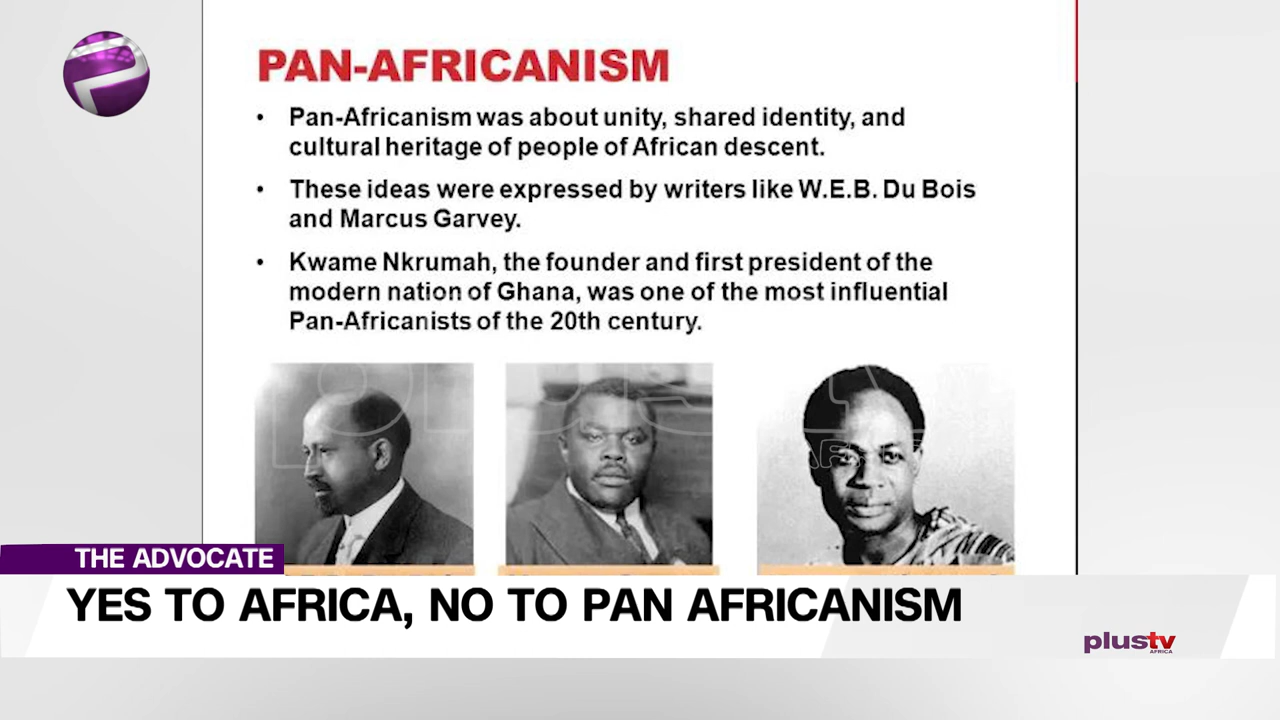 PAN-AFRICANISM
• Pan-Africanism was about unity, shared identity, and
cultural heritage of people of African descent.
• These ideas were expressed by writers like W.E.B. Du Bois
and Marcus Garvey.
• Kwame Nkrumah, the founder and first president of the
modern nation of Ghana, was one of the most influential
Pan-Africanists of the 20th century.
THE ADVOCATE
YES TO AFRICA, NO TO PAN AFRICANISM
plustv
AFRICA